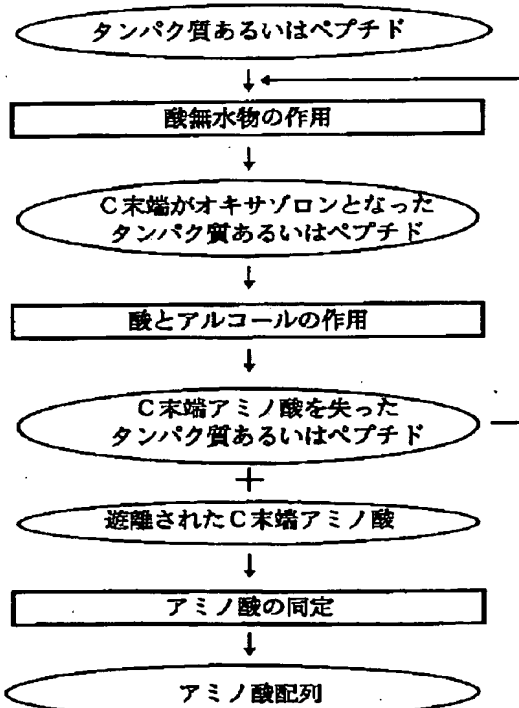 タンパク質あるいはペプチド
酸無水物の作用
C末端がオキサゾロンとなった
タンパク質あるいはペプチド
酸とアルコールの作用
C末端アミノ酸を失った
タンパク質あるいはペプチド
+
遊離されたC末端アミノ酸
アミノ酸の同定
アミノ酸配列